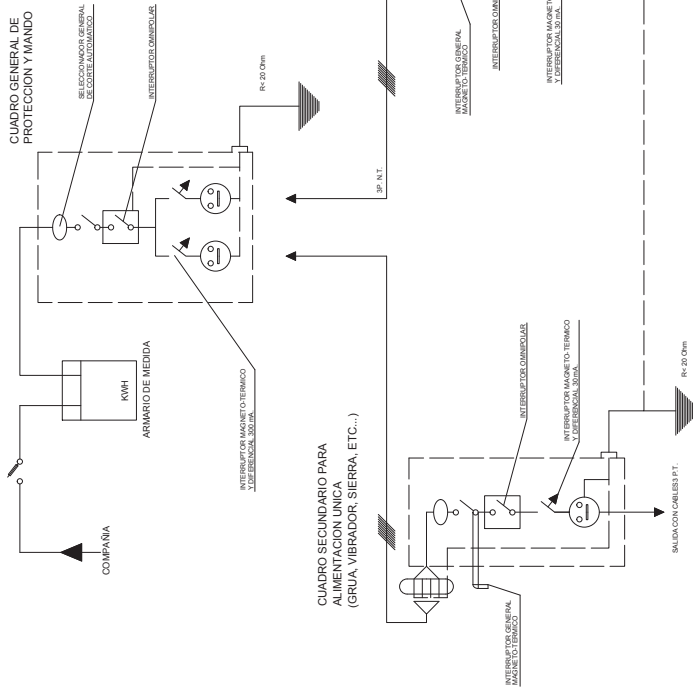 CUADRO GENERAL DE
PROTECCION Y MANDO
SELECCIONADOR GENERAL
DE CORTE AUTOMATICO
INTERRUPTOR OMNIPOLAR
R< 20 Ohm
KWH
ARMARIO DE MEDIDA
COMPAÑIA
INTERRUPTOR MAGNETO-TERMICO
Y DIFERENCIAL 300 mA.
3P. N.T.
INTERRUPTOR GENERAL
MAGNETO-TERMICO
INTERRUPTOR OMNI
INTERRUPTOR MAGNETO
Y DIFERENCIAL 30 mA.
CUADRO SECUNDARIO PARA
ALIMENTACION UNICA
(GRUA, VIBRADOR, SIERRA, ETC...)
INTERRUPTOR OMNIPOLAR
INTERRUPTOR MAGNETO-TERMICO
Y DIFERENCIAL 30mA.
R< 20 Ohm
INTERRUPTOR GENERAL
MAGNETO-TERMICO
SALIDA CON CABLES3 P.T.